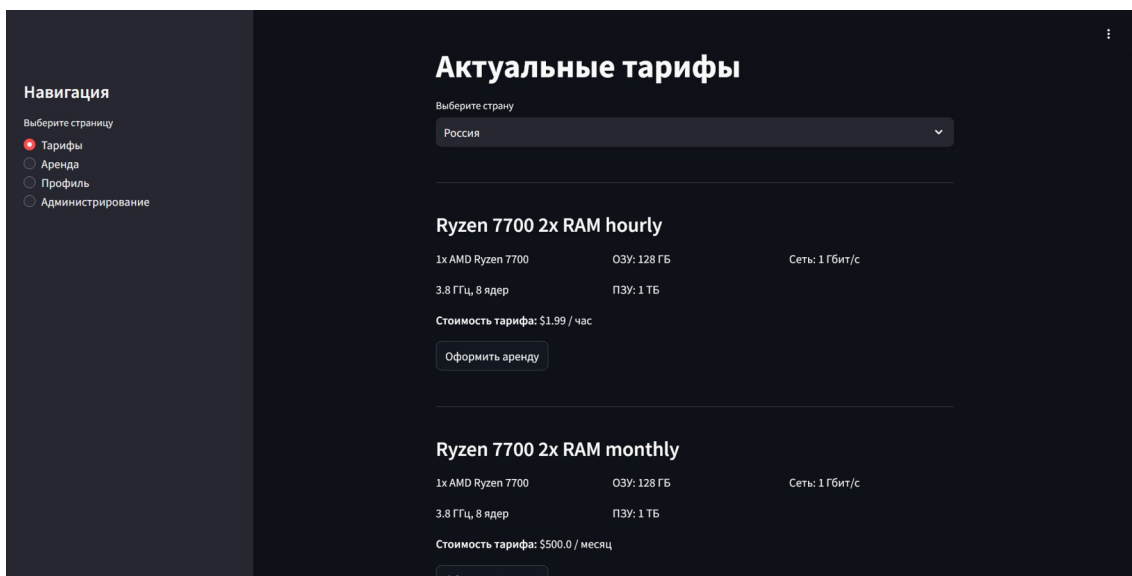 Навигация
Выберите страницу
Тарифы
Аренда
Профиль
Администрирование
Актуальные тарифы
Выберите страну
Россия
Ryzen 7700 2x RAM hourly
1x AMD Ryzen 7700 ОЗУ: 128 ГБ Сеть: 1 Гбит/с
3.8 ГГц, 8 ядер ПЗУ: 1 ТБ
Стоимость тарифа: $1.99 / час
Оформить аренду
Ryzen 7700 2x RAM monthly
1x AMD Ryzen 7700 ОЗУ: 128 ГБ Сеть: 1 Гбит/с
3.8 ГГц, 8 ядер ПЗУ: 1 ТБ
Стоимость тарифа: $500.0 / месяц